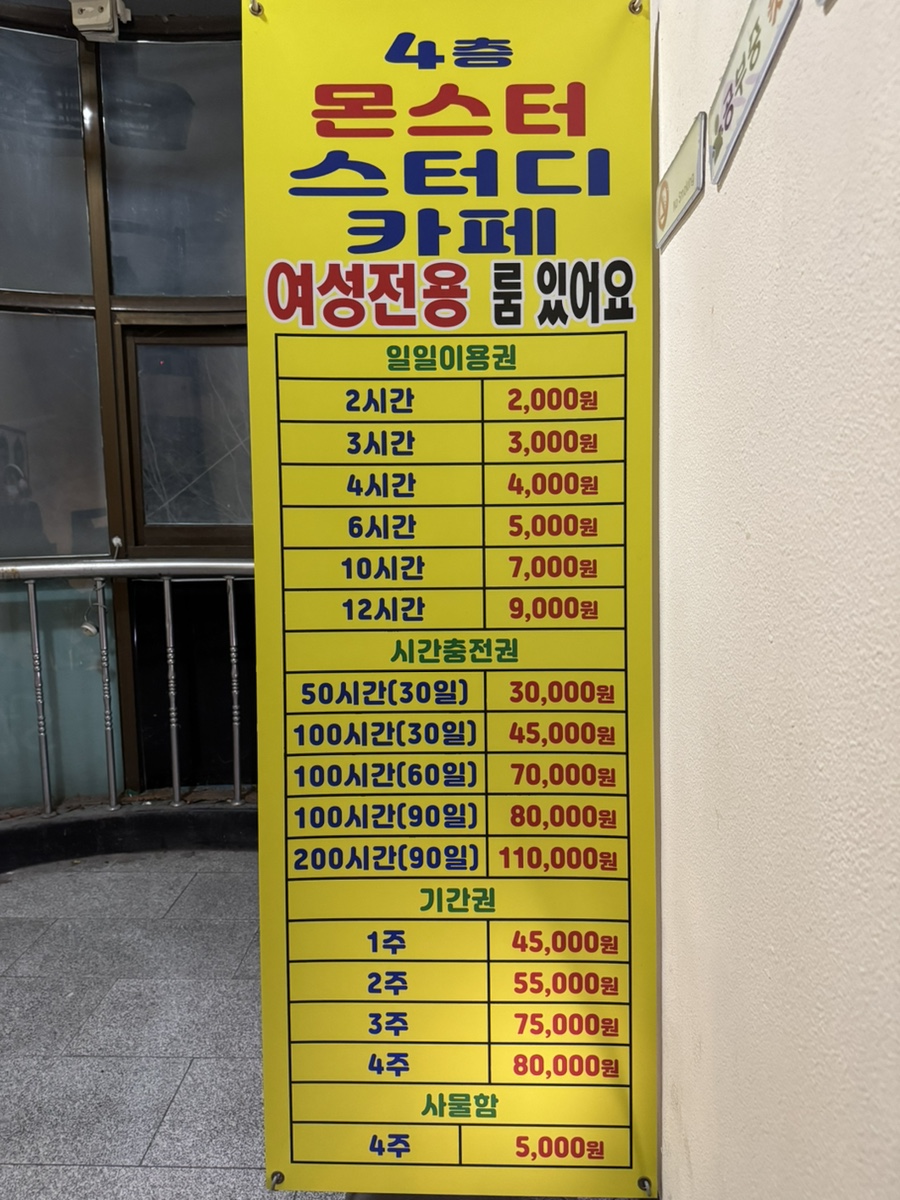 4층
몬스터
스터디
카페
여성전용 룸 있어요
일일이용권
2시간 2,000원
3시간 3,000원
4시간 4,000원
6시간 5,000원
10시간 7,000원
12시간 9,000원
시간충전권
50시간(30일) 30,000원
100시간(30일) 45,000원
100시간(60일) 70,000원
100시간(90일) 80,000원
200시간(90일) 110,000원
기간권
1주 45,000원
2주 55,000원
3주 75,000원
4주 80,000원
사물함
4주 5,000원
공부중
No Smoking